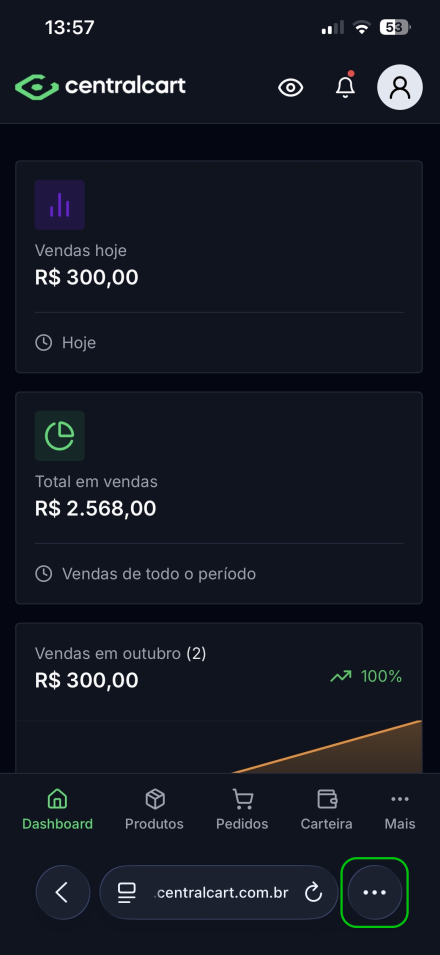 13:57
53
centralcart
Vendas hoje
R$ 300,00
Hoje
Total em vendas
R$ 2.568,00
Vendas de todo o período
Vendas em outubro (2)
R$ 300,00
100%
Dashboard
Produtos
Pedidos
Carteira
Mais
.centralcart.com.br